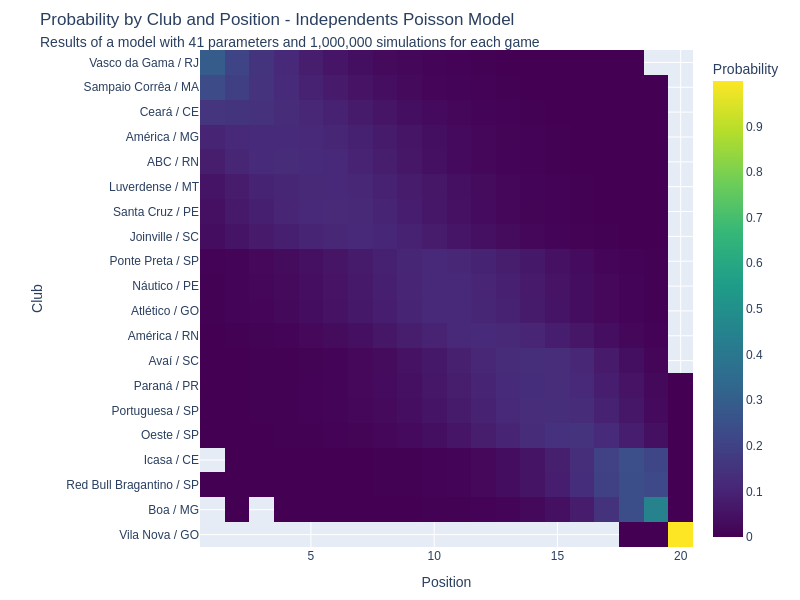 Probability by Club and Position - Independents Poisson Model
Results of a model with 41 parameters and 1,000,000 simulations for each game
Probability
Vasco da Gama / RJ
Sampaio Corrêa / MA
Ceará / CE
América / MG
ABC / RN
Luverdense / MT
Santa Cruz / PE
Joinville / SC
Ponte Preta / SP
Náutico / PE
Atlético / GO
América / RN
Avaí / SC
Paraná / PR
Portuguesa / SP
Oeste / SP
Icasa / CE
Red Bull Bragantino / SP
Boa / MG
Vila Nova / GO
Club
0.9
0.8
0.7
0.6
0.5
0.4
0.3
0.2
0.1
0
5
10
15
20
Position